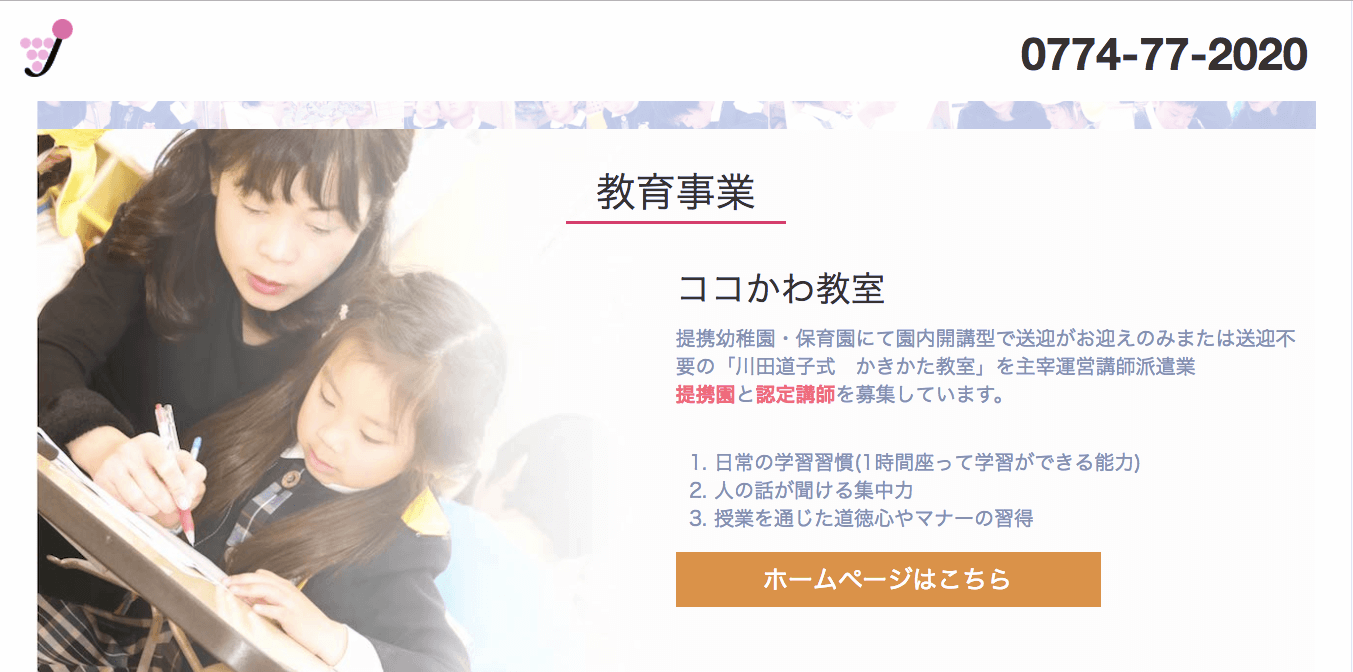 0774-77-2020
教育事業
ココかわ教室
提携幼稚園・保育園にて園内開講型で送迎がお迎えのみまたは送迎不
要の「川田道子式　かきかた教室」を主宰運営講師派遣業
提携園と認定講師を募集しています。
1. 日常の学習習慣(1時間座って学習ができる能力)
2. 人の話が聞ける集中力
3. 授業を通じた道徳心やマナーの習得
ホームページはこちら